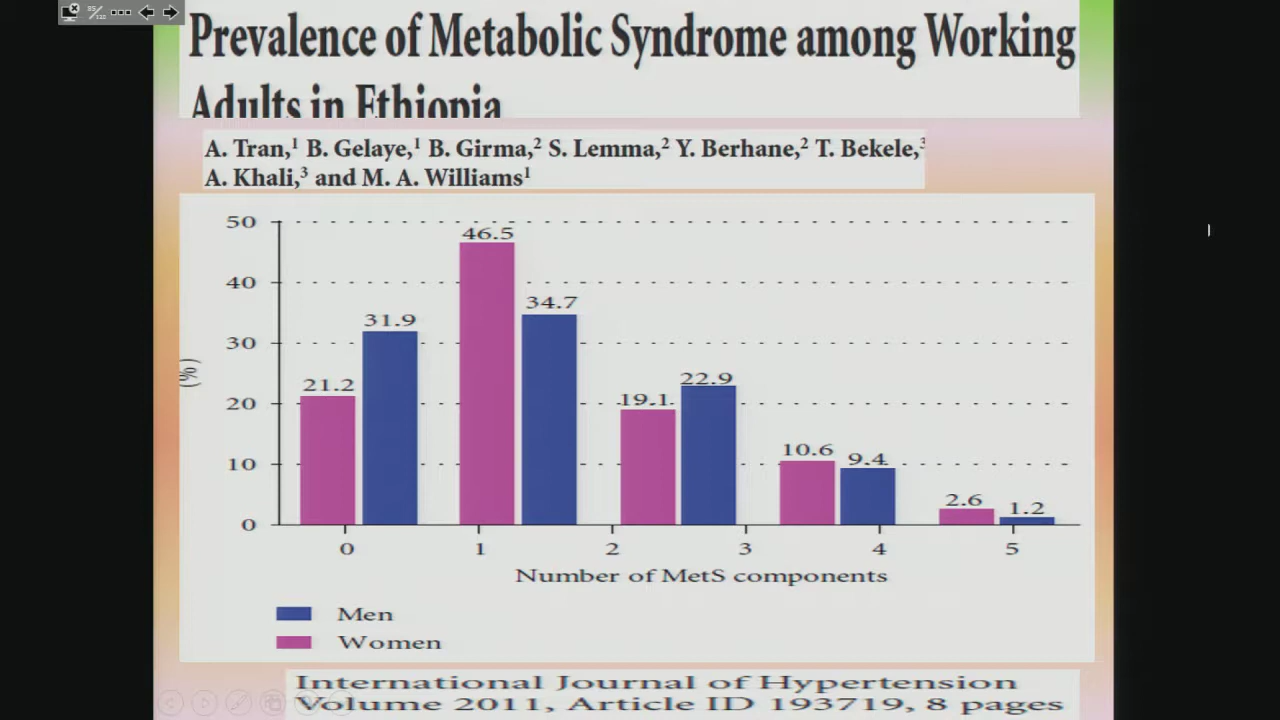 Prevalence of Metabolic Syndrome among Working
Adults in Ethiopia
A. Tran,¹ B. Gelaye,¹ B. Girma,² S. Lemma,² Y. Berhane,² T. Bekele,³
A. Khali,³ and M. A. Williams¹
50
40
30
20
10
0
(%)
21.2
31.9
46.5
34.7
19.1
22.9
10.6
9.4
2.6
1.2
0 1 2 3 4 5
Number of MetS components
Men
Women
International Journal of Hypertension
Volume 2011, Article ID 193719, 8 pages